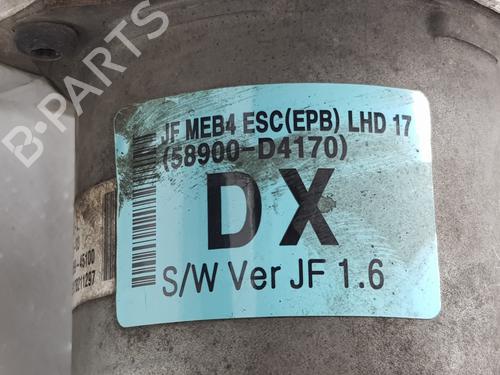 B-PARTS
JF MEB4 ESC(EPB) LHD 17
(58900-D4170)
DX
S/W Ver JF 1.6